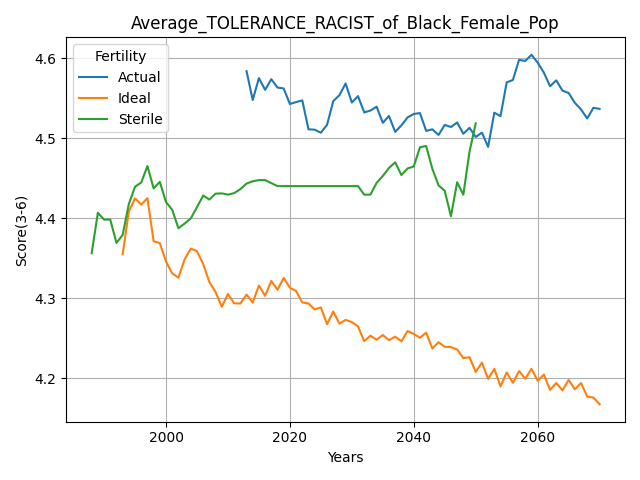 Average_TOLERANCE_RACIST_of_Black_Female_Pop
Fertility
Actual
Ideal
Sterile
Score(3-6)
4.6
4.5
4.4
4.3
4.2
2000
2020
2040
2060
Years